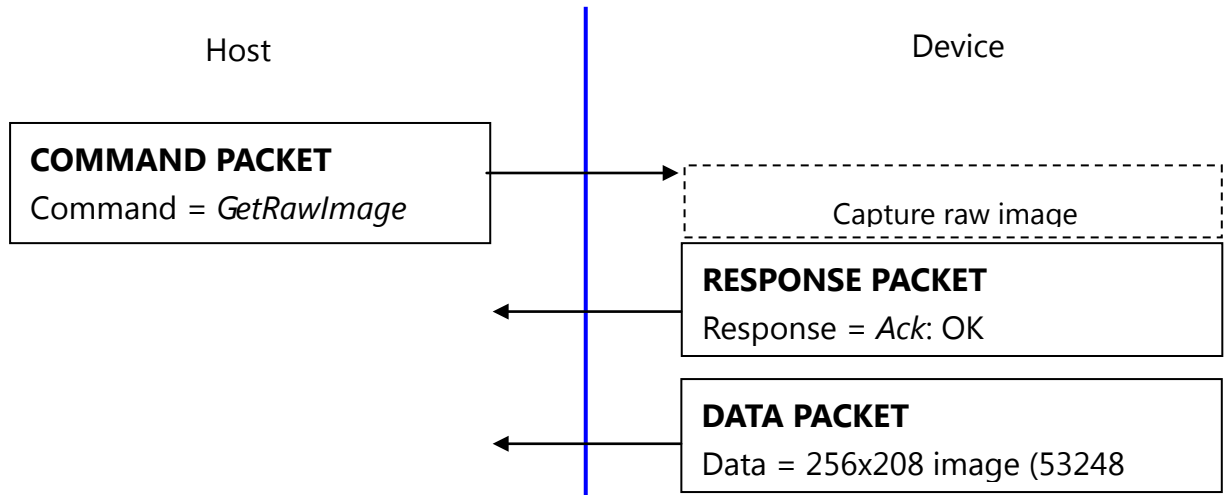 Host
Device
COMMAND PACKET
Command = GetRawImage
Capture raw image
RESPONSE PACKET
Response = Ack: OK
DATA PACKET
Data = 256x208 image (53248